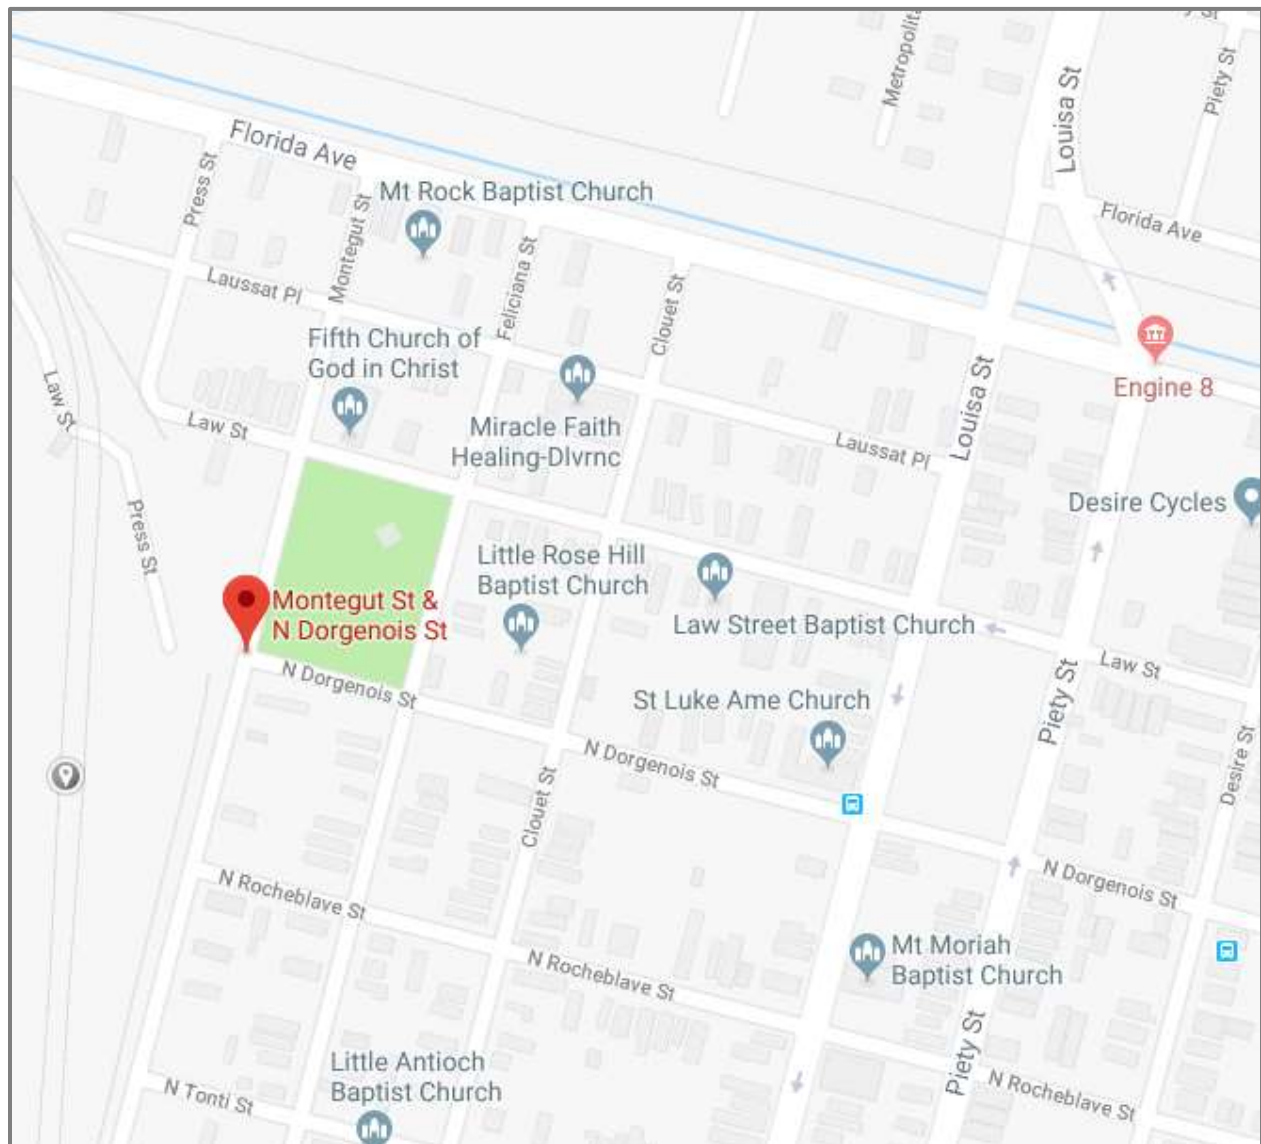 Piety St
Metropolita
Louisa St
Florida Ave
Press St
Mt Rock Baptist Church
Montegut St
Feliciana St
Florida Ave
Laussat Pl
Clouet St
Fifth Church of
God in Christ
Louisa St
Engine 8
Law St
Law St
Miracle Faith
Healing-Dlvrnc
Laussat Pl
Desire Cycles
Press St
Little Rose Hill
Baptist Church
Montegut St &
N Dorgenois St
Law Street Baptist Church
Law St
N Dorgenois St
St Luke Ame Church
Piety St
N Dorgenois St
Desire St
Clouet St
N Rocheblave St
N Dorgenois St
Mt Moriah
Baptist Church
N Rocheblave St
Little Antioch
Baptist Church
Piety St
N Tonti St
N Rocheblave St